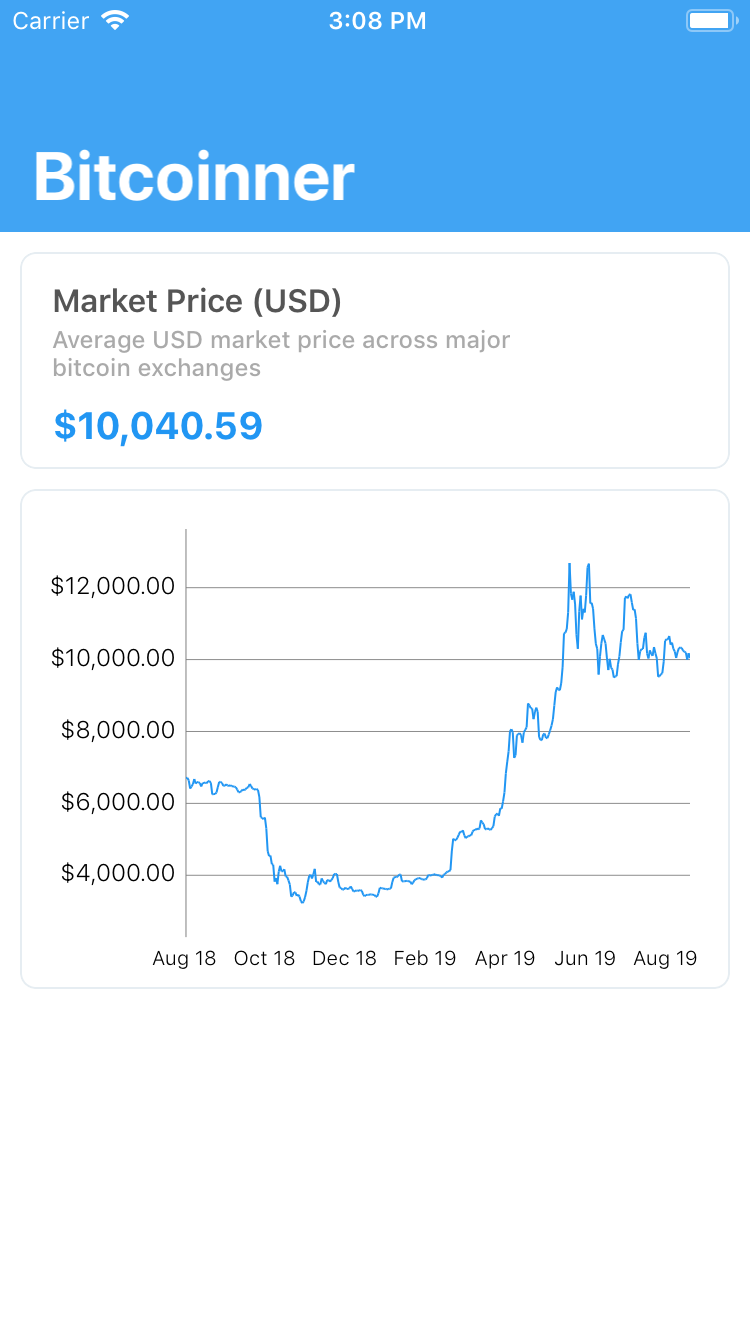 Carrier 3:08 PM
Bitcoinner
Market Price (USD)
Average USD market price across major
bitcoin exchanges
$10,040.59
$12,000.00
$10,000.00
$8,000.00
$6,000.00
$4,000.00
Aug 18 Oct 18 Dec 18 Feb 19 Apr 19 Jun 19 Aug 19